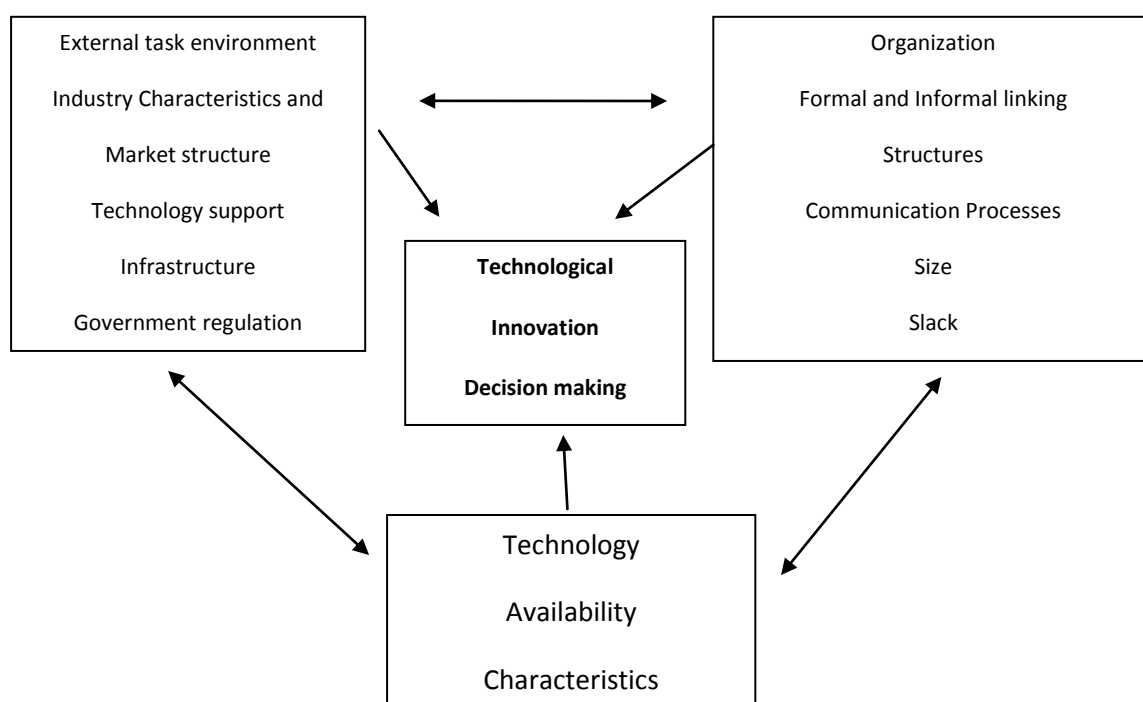 External task environment
Industry Characteristics and
Market structure
Technology support
Infrastructure
Government regulation
Organization
Formal and Informal linking
Structures
Communication Processes
Size
Slack
Technological
Innovation
Decision making
Technology
Availability
Characteristics